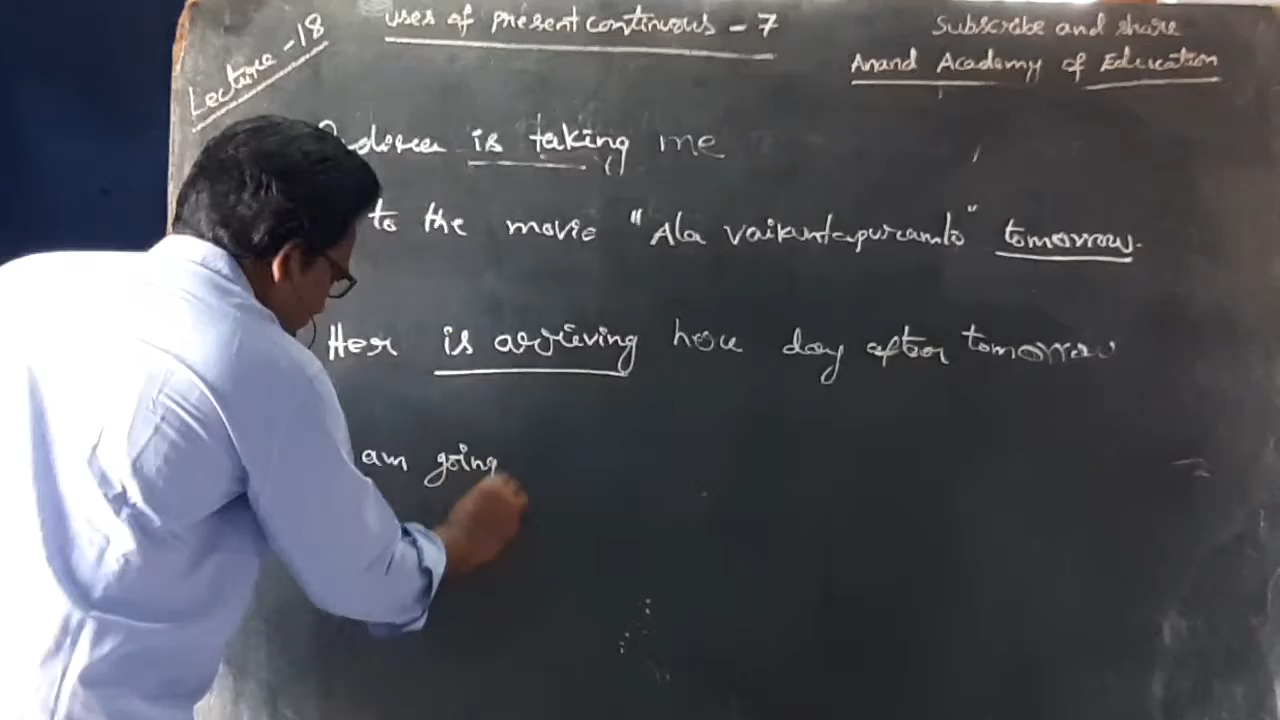 Lecture -18
uses of present continuous - 7
Subscribe and share
Anand Academy of Education
is taking me
to the movie "Ala vaikuntapuramlo" tomorrow.
Her is arrieving here day after tomorrow
am going